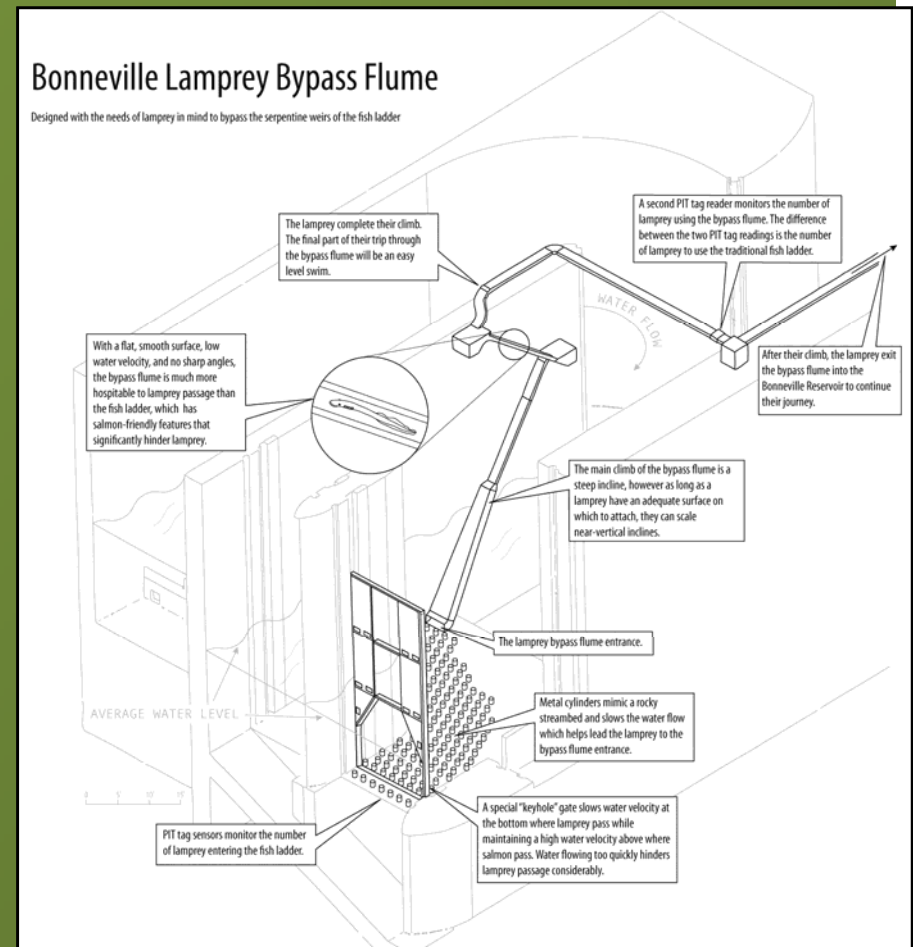 Bonneville Lamprey Bypass Flume
Designed with the needs of lamprey in mind to bypass the serpentine weirs of the fish ladder
A second PIT tag reader monitors the number of
lamprey using the bypass flume. The difference
between the two PIT tag readings is the number
of lamprey to use the traditional fish ladder.
The lamprey complete their climb.
The final part of their trip through
the bypass flume will be an easy
level swim.
WATER FLOW
With a flat, smooth surface, low
water velocity, and no sharp angles,
the bypass flume is much more
hospitable to lamprey passage than
the fish ladder, which has
salmon-friendly features that
significantly hinder lamprey.
After their climb, the lamprey exit
the bypass flume into the
Bonneville Reservoir to continue
their journey.
The main climb of the bypass flume is a
steep incline, however as long as a
lamprey have an adequate surface on
which to attach, they can scale
near-vertical inclines.
The lamprey bypass flume entrance.
AVERAGE WATER LEVEL
Metal cylinders mimic a rocky
streambed and slows the water flow
which helps lead the lamprey to the
bypass flume entrance.
0 5' 10' 15'
A special "keyhole" gate slows water velocity at
the bottom where lamprey pass while
maintaining a high water velocity above where
salmon pass. Water flowing too quickly hinders
lamprey passage considerably.
PIT tag sensors monitor the number
of lamprey entering the fish ladder.